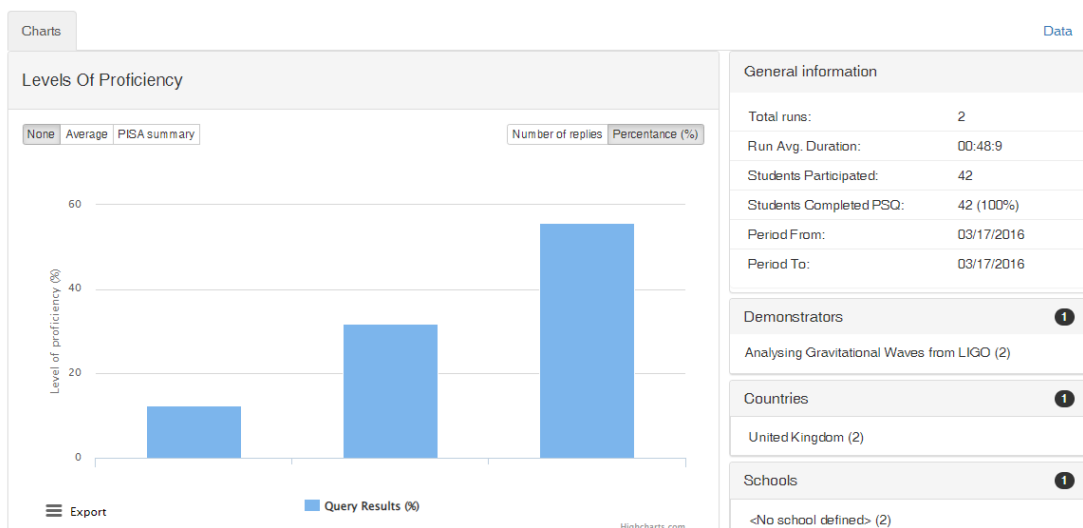 Charts
Data
Levels Of Proficiency
None Average PISA summary
Number of replies Percentance (%)
60
40
20
0
Level of proficiency (%)
Query Results (%)
Export
Highcharts.com
General information
Total runs: 2
Run Avg. Duration: 00:48:9
Students Participated: 42
Students Completed PSQ: 42 (100%)
Period From: 03/17/2016
Period To: 03/17/2016
Demonstrators 1
Analysing Gravitational Waves from LIGO (2)
Countries 1
United Kingdom (2)
Schools 1
<No school defined> (2)